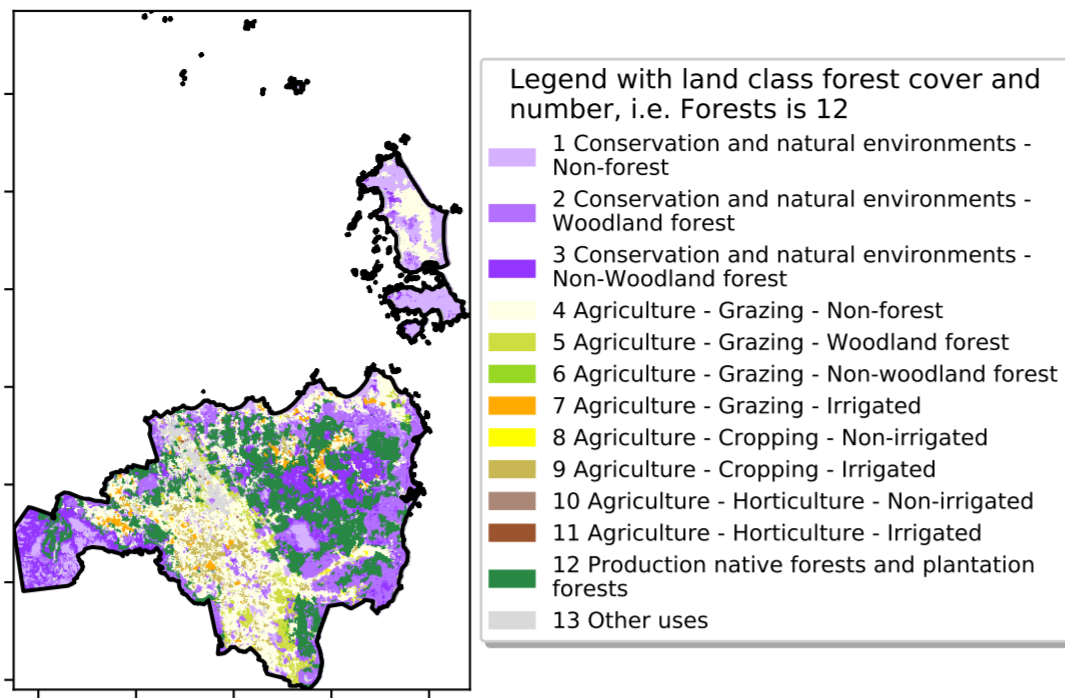 Legend with land class forest cover and
number, i.e. Forests is 12
1 Conservation and natural environments -
Non-forest
2 Conservation and natural environments -
Woodland forest
3 Conservation and natural environments -
Non-Woodland forest
4 Agriculture - Grazing - Non-forest
5 Agriculture - Grazing - Woodland forest
6 Agriculture - Grazing - Non-woodland forest
7 Agriculture - Grazing - Irrigated
8 Agriculture - Cropping - Non-irrigated
9 Agriculture - Cropping - Irrigated
10 Agriculture - Horticulture - Non-irrigated
11 Agriculture - Horticulture - Irrigated
12 Production native forests and plantation
forests
13 Other uses